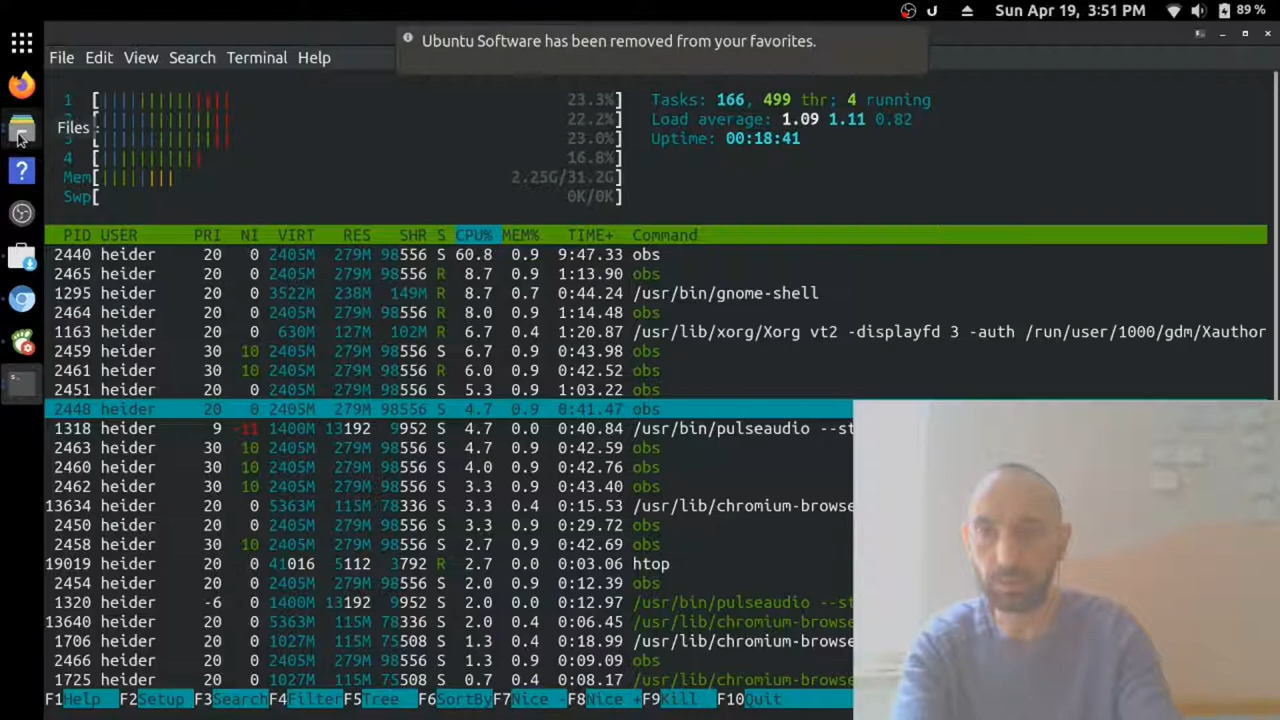 Sun Apr 19, 3:51 PM 89 %
Ubuntu Software has been removed from your favorites.
File Edit View Search Terminal Help
Files
1 [ 23.3%] Tasks: 166, 499 thr; 4 running
22.2%] Load average: 1.09 1.11 0.82
3 23.0%] Uptime: 00:18:41
4 [ 16.8%]
Mem[ 2.25G/31.2G]
Swp[ 0K/0K]
PID USER PRI NI VIRT RES SHR S CPU% MEM% TIME+ Command
2440 heider 20 0 2405M 279M 98556 S 60.8 0.9 9:47.33 obs
2465 heider 20 0 2405M 279M 98556 R 8.7 0.9 1:13.90 obs
1295 heider 20 0 3522M 238M 149M R 8.7 0.7 0:44.24 /usr/bin/gnome-shell
2464 heider 20 0 2405M 279M 98556 R 8.0 0.9 1:14.48 obs
1163 heider 20 0 630M 127M 102M R 6.7 0.4 1:20.87 /usr/lib/xorg/Xorg vt2 -displayfd 3 -auth /run/user/1000/gdm/Xauthor
2459 heider 30 10 2405M 279M 98556 S 6.7 0.9 0:43.98 obs
2461 heider 30 10 2405M 279M 98556 R 6.0 0.9 0:42.52 obs
2451 heider 20 0 2405M 279M 98556 S 5.3 0.9 1:03.22 obs
2448 heider 20 0 2405M 279M 98556 S 4.7 0.9 0:41.47 obs
1318 heider 9 -11 1400M 13192 9952 S 4.7 0.0 0:40.84 /usr/bin/pulseaudio --st
2463 heider 30 10 2405M 279M 98556 S 4.7 0.9 0:42.59 obs
2460 heider 30 10 2405M 279M 98556 S 4.0 0.9 0:42.76 obs
2462 heider 30 10 2405M 279M 98556 S 3.3 0.9 0:43.40 obs
13634 heider 20 0 5363M 115M 78336 S 3.3 0.4 0:15.53 /usr/lib/chromium-browse
2450 heider 20 0 2405M 279M 98556 S 3.3 0.9 0:29.72 obs
2458 heider 30 10 2405M 279M 98556 S 2.7 0.9 0:42.69 obs
19019 heider 20 0 41016 5112 3792 R 2.7 0.0 0:03.06 htop
2454 heider 20 0 2405M 279M 98556 S 2.0 0.9 0:12.39 obs
1320 heider -6 0 1400M 13192 9952 S 2.0 0.0 0:12.97 /usr/bin/pulseaudio --st
13640 heider 20 0 5363M 115M 78336 S 2.0 0.4 0:06.45 /usr/lib/chromium-browse
1706 heider 20 0 1027M 115M 75508 S 1.3 0.4 0:18.99 /usr/lib/chromium-browse
2466 heider 20 0 2405M 279M 98556 S 1.3 0.9 0:09.09 obs
1725 heider 20 0 1027M 115M 75508 S 1.3 0.4 0:08.17 /usr/lib/chromium-browse
F1Help F2Setup F3SearchF4FilterF5Tree F6SortByF7Nice -F8Nice +F9Kill F10Quit